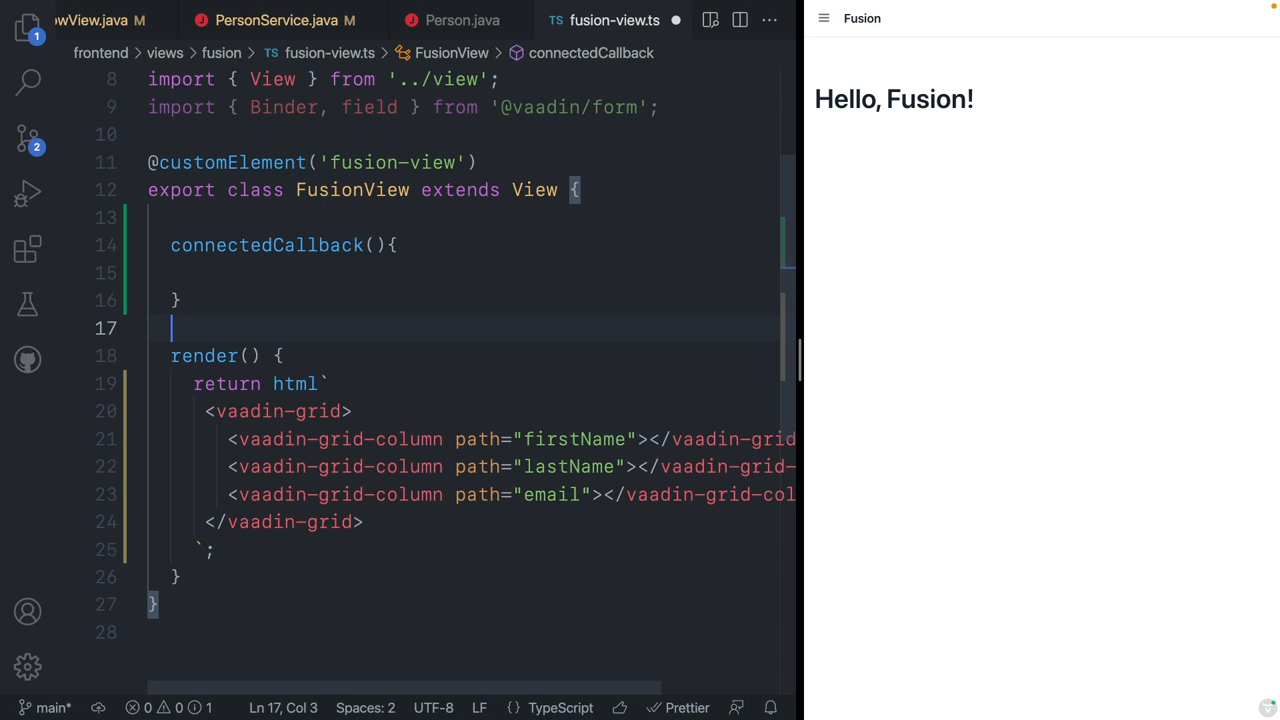 owView.java M PersonService.java M Person.java TS fusion-view.ts
Fusion
frontend > views > fusion > TS fusion-view.ts > FusionView > connectedCallback
1
2
8 import { View } from '../view';
9 import { Binder, field } from '@vaadin/form';
10
11 @customElement('fusion-view')
12 export class FusionView extends View {
13
14 connectedCallback(){
15
16 }
17
18 render() {
19 return html`
20 <vaadin-grid>
21 <vaadin-grid-column path="firstName"></vaadin-grid
22 <vaadin-grid-column path="lastName"></vaadin-grid-
23 <vaadin-grid-column path="email"></vaadin-grid-col
24 </vaadin-grid>
25 `;
26 }
27 }
28
Hello, Fusion!
main* 0 0 1 Ln 17, Col 3 Spaces: 2 UTF-8 LF {} TypeScript Prettier